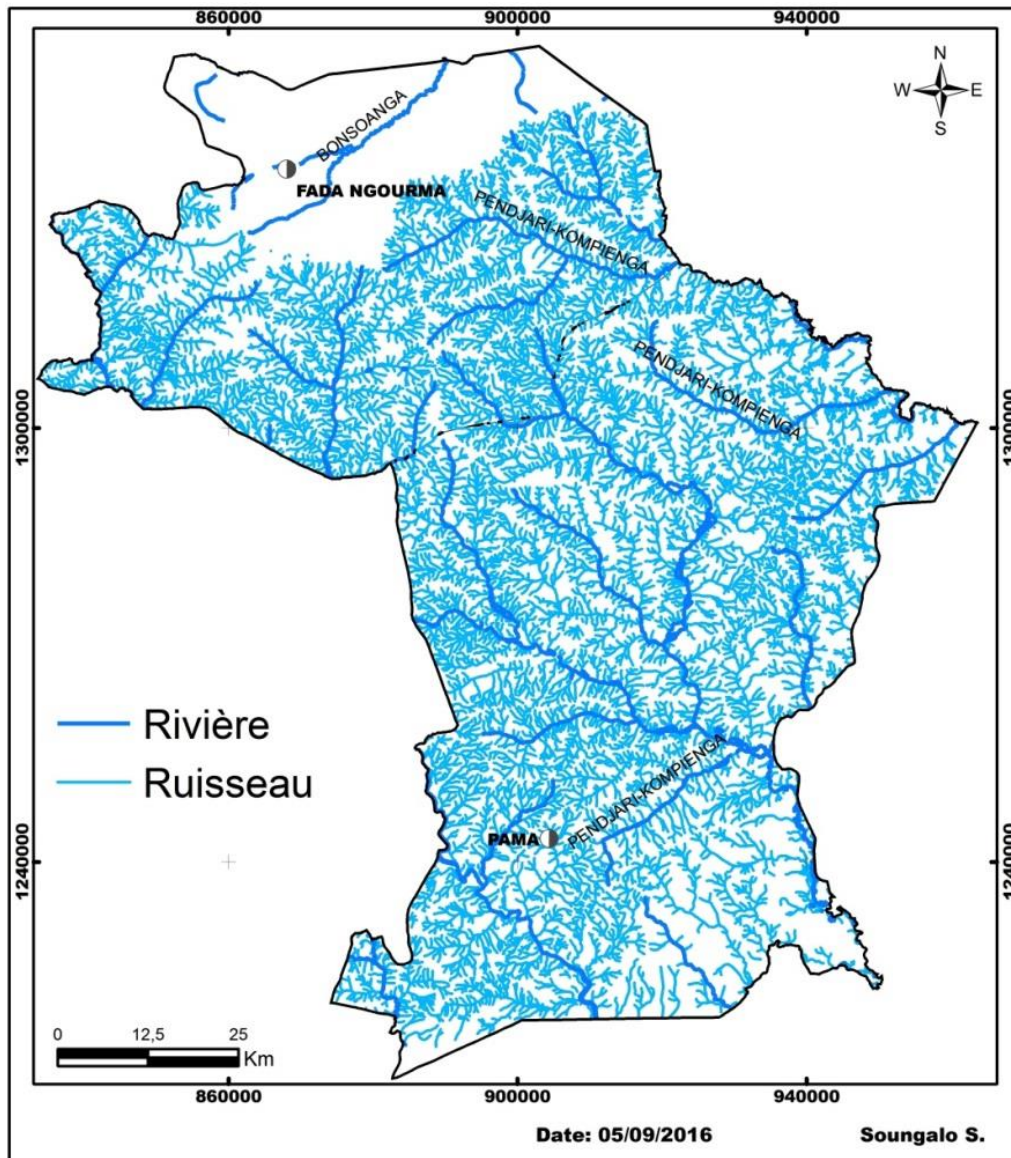 860000 900000 940000
N
W E
S
BONSOANGA
FADA NGOURMA
PENDJARI-KOMPIENGA
PENDJARI-KOMPIENGA
1300000 1300000
Rivière
Ruisseau
PENDJARI-KOMPIENGA
PAMA
1240000 1240000
0 12,5 25
Km
860000 900000 940000
Date: 05/09/2016 Soungalo S.